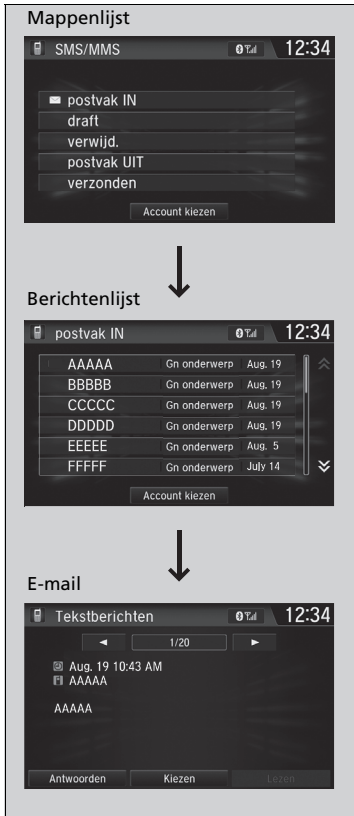 Mappenlijst
SMS/MMS 12:34
postvak IN
draft
verwijd.
postvak UIT
verzonden
Account kiezen
Berichtenlijst
postvak IN 12:34
AAAAA Gn onderwerp Aug. 19
BBBBB Gn onderwerp Aug. 19
CCCCC Gn onderwerp Aug. 19
DDDDD Gn onderwerp Aug. 19
EEEEE Gn onderwerp Aug. 5
FFFFF Gn onderwerp July 14
Account kiezen
E-mail
Tekstberichten 12:34
1/20
Aug. 19 10:43 AM
AAAAA
AAAAA
Antwoorden Kiezen Lezen